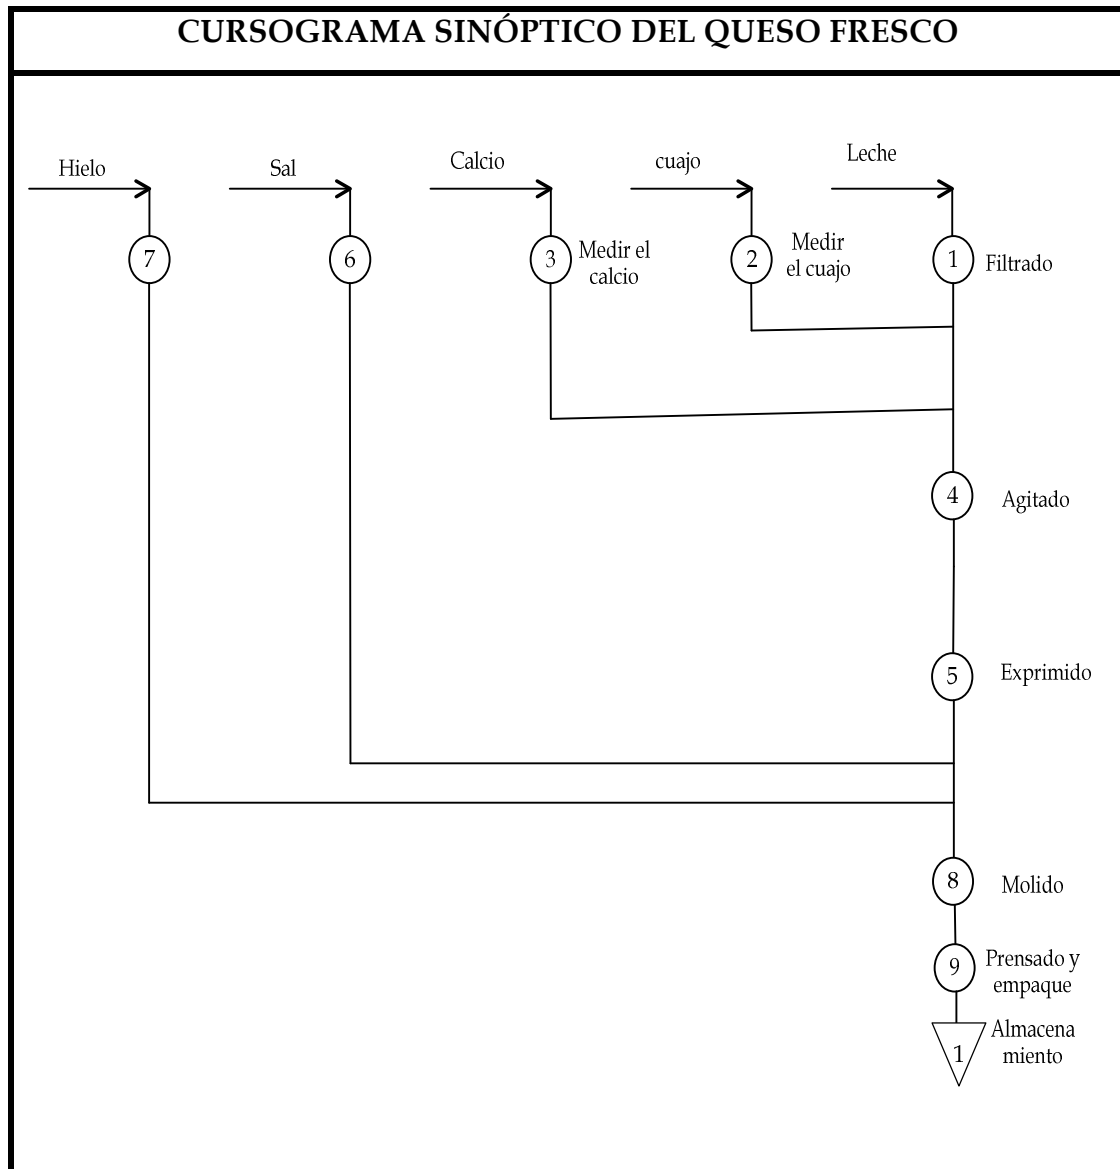 CURSOGRAMA SINÓPTICO DEL QUESO FRESCO
Hielo
Sal
Calcio
cuajo
Leche
7
6
3
Medir el
calcio
2
Medir
el cuajo
1
Filtrado
4
Agitado
5
Exprimido
8
Molido
9
Prensado y
empaque
1
Almacena
miento